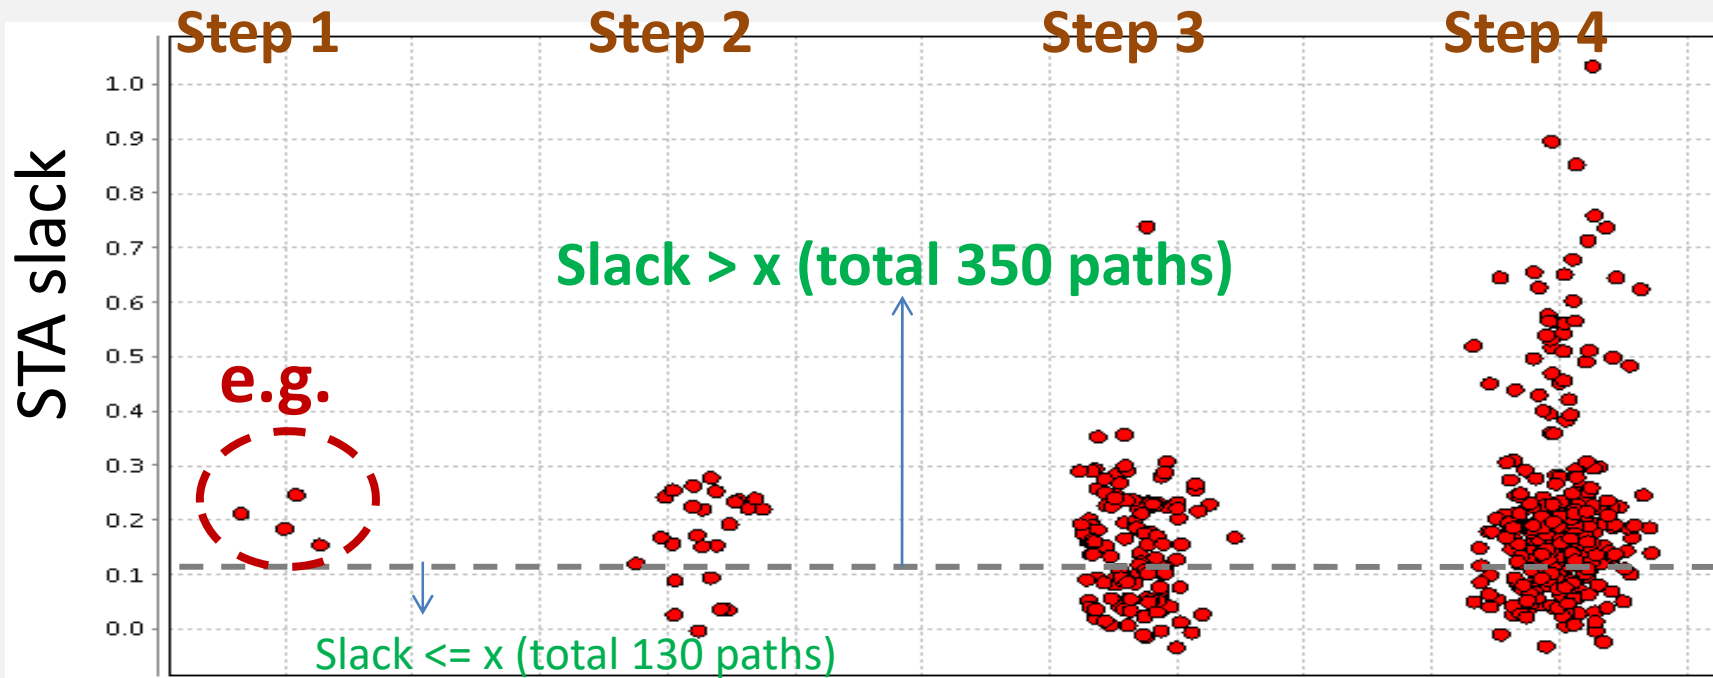 Step 1 Step 2 Step 3 Step 4
STA slack
1.0
0.9
0.8
0.7
Slack > x (total 350 paths)
0.6
0.5
e.g.
0.4
0.3
0.2
0.1
0.0
Slack <= x (total 130 paths)